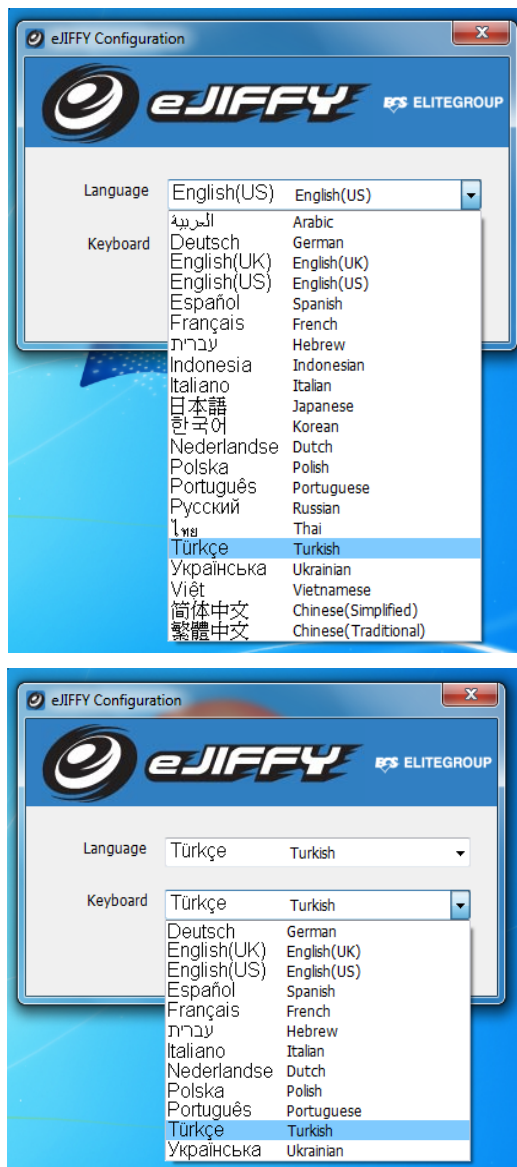 eJIFFY Configuration
eJIFFY ECS ELITEGROUP
Language English(US) English(US)
Keyboard
العربية Arabic
Deutsch German
English(UK) English(UK)
English(US) English(US)
Español Spanish
Français French
עברית Hebrew
Indonesia Indonesian
Italiano Italian
日本語 Japanese
한국어 Korean
Nederlandse Dutch
Polska Polish
Português Portuguese
Русский Russian
ไทย Thai
Türkçe Turkish
Українська Ukrainian
Việt Vietnamese
简体中文 Chinese(Simplified)
繁體中文 Chinese(Traditional)
eJIFFY Configuration
eJIFFY ECS ELITEGROUP
Language Türkçe Turkish
Keyboard Türkçe Turkish
Deutsch German
English(UK) English(UK)
English(US) English(US)
Español Spanish
Français French
עברית Hebrew
Italiano Italian
Nederlandse Dutch
Polska Polish
Português Portuguese
Türkçe Turkish
Українська Ukrainian